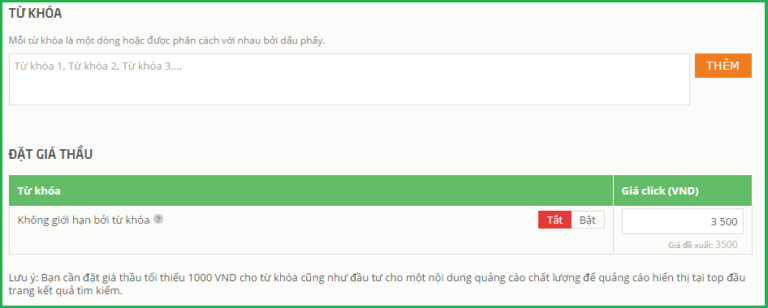 TỪ KHÓA
Mỗi từ khóa là một dòng hoặc được phân cách với nhau bởi dấu phẩy.
Từ khóa 1, Từ khóa 2, Từ khóa 3....
THÊM
ĐẶT GIÁ THẦU
Từ khóa Giá click (VND)
Không giới hạn bởi từ khóa ? Tắt Bật 3 500
Giá đề xuất: 3500
Lưu ý: Bạn cần đặt giá thầu tối thiểu 1000 VND cho từ khóa cũng như đầu tư cho một nội dung quảng cáo chất lượng để quảng cáo hiển thị tại top đầu
trang kết quả tìm kiếm.